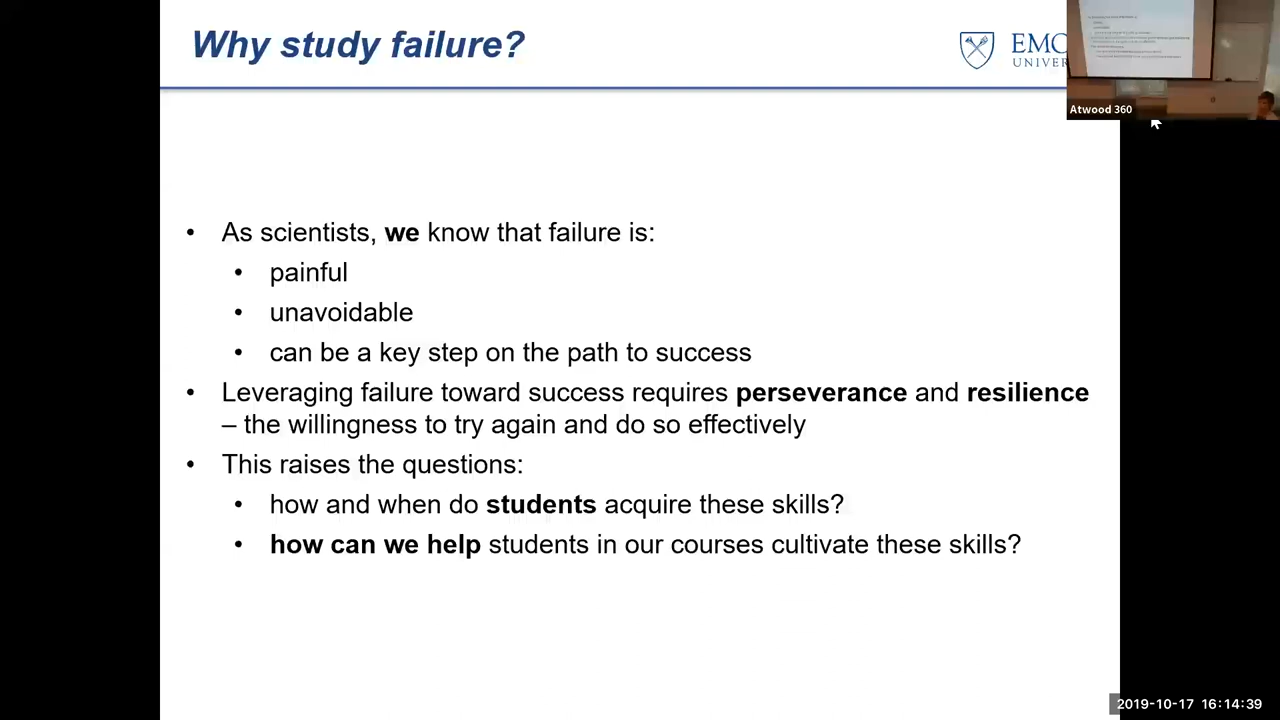 Why study failure?
EMO
UNIVER
Atwood 360
• As scientists, we know that failure is:
• painful
• unavoidable
• can be a key step on the path to success
• Leveraging failure toward success requires perseverance and resilience
– the willingness to try again and do so effectively
• This raises the questions:
• how and when do students acquire these skills?
• how can we help students in our courses cultivate these skills?
2019-10-17 16:14:39